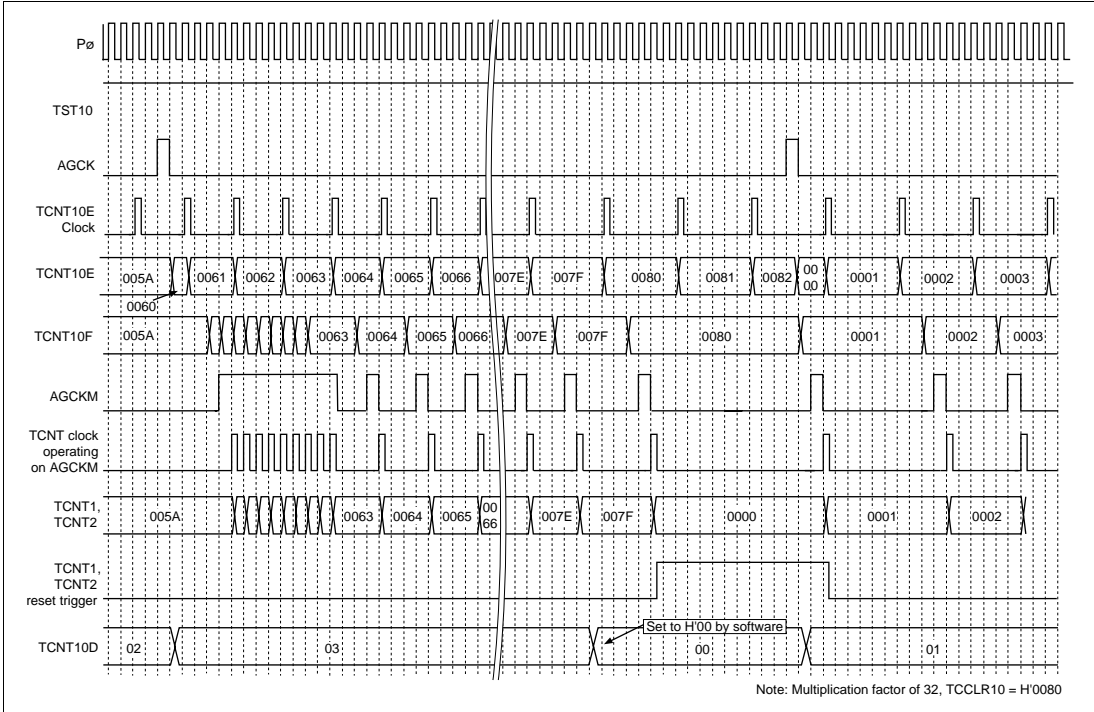 Pø
TST10
AGCK
TCNT10E
Clock
TCNT10E
005A
0061
0062
0063
0064
0065
0066
007E
007F
0080
0081
0082
00
00
0001
0002
0003
0060
TCNT10F
005A
0063
0064
0065
0066
007E
007F
0080
0001
0002
0003
AGCKM
TCNT clock
operating
on AGCKM
TCNT1,
TCNT2
005A
0063
0064
0065
00
66
007E
007F
0000
0001
0002
TCNT1,
TCNT2
reset trigger
Set to H'00 by software
TCNT10D
02
03
00
01
Note: Multiplication factor of 32, TCCLR10 = H'0080